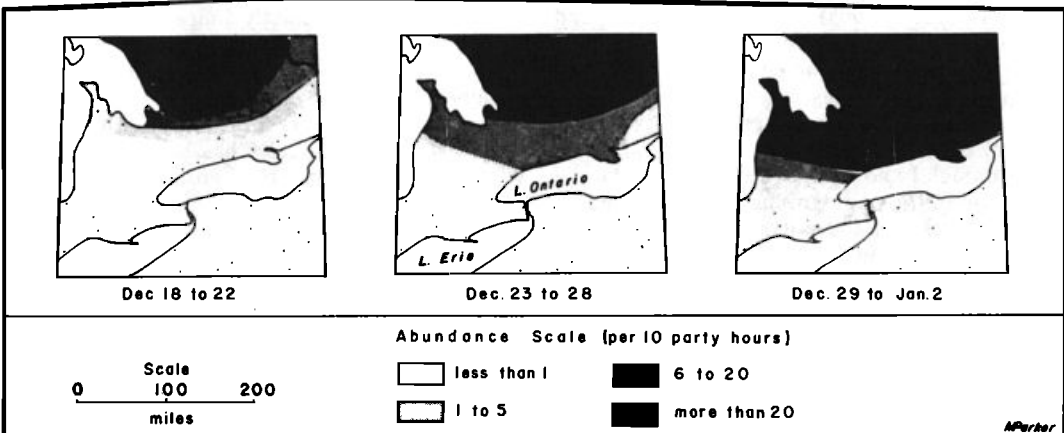 L. Ontario
L. Erie
Dec 18 to 22
Dec. 23 to 28
Dec. 29 to Jan. 2
Abundance Scale (per 10 party hours)
Scale
0 100 200
miles
less than 1
6 to 20
1 to 5
more than 20
MParker